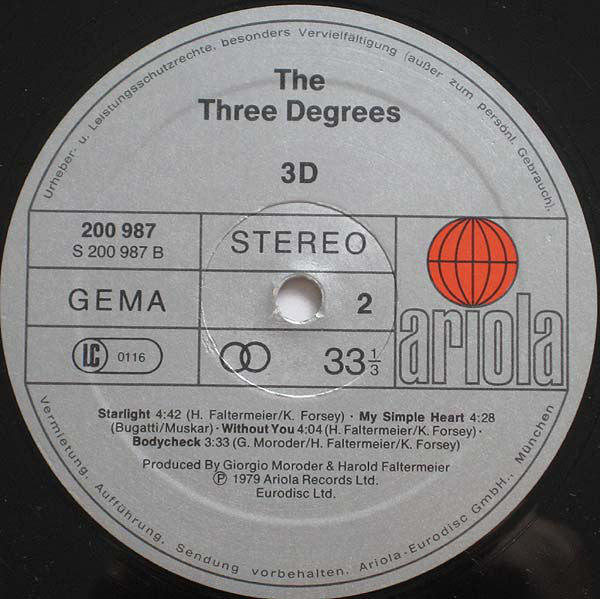 Urheber- u. Leistungsschutzrechte, besonders Vervielfältigung (außer zum persönl. Gebrauch),
The
Three Degrees
3D
200 987
S 200 987 B
STEREO
GEMA
2
LC 0116
33 1/3
ariola
Starlight 4:42 (H. Faltermeier/K. Forsey) · My Simple Heart 4:28
(Bugatti/Muskar) · Without You 4:04 (H. Faltermeier/K. Forsey) ·
Bodycheck 3:33 (G. Moroder/H. Faltermeier/K. Forsey)
Produced By Giorgio Moroder & Harold Faltermeier
℗ 1979 Ariola Records Ltd.
Eurodisc Ltd.
Vermietung, Aufführung, Sendung vorbehalten. Ariola-Eurodisc GmbH., München